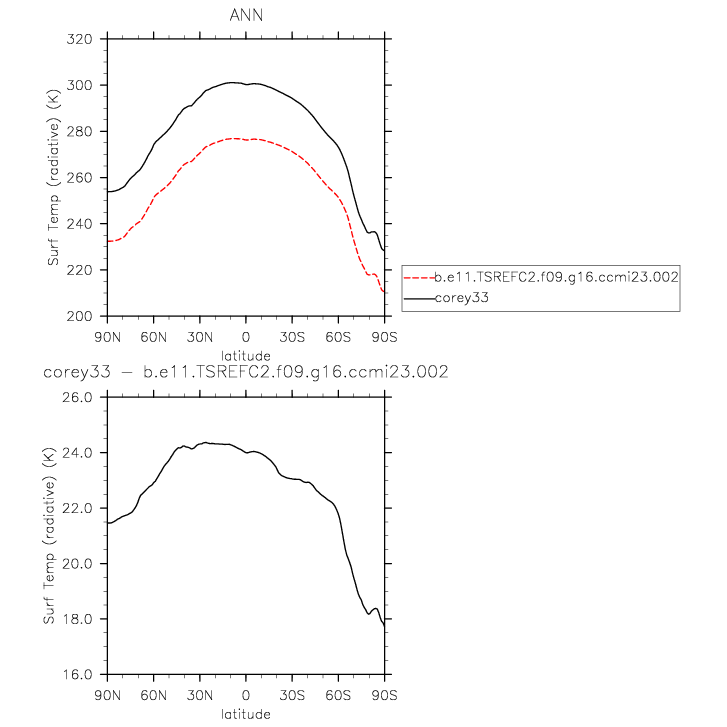 ANN
Surf Temp (radiative) (K)
320
300
280
260
240
220
200
90N 60N 30N 0 30S 60S 90S
latitude
b.e11.TSREFC2.f09.g16.ccmi23.002
corey33
corey33 – b.e11.TSREFC2.f09.g16.ccmi23.002
Surf Temp (radiative) (K)
26.0
24.0
22.0
20.0
18.0
16.0
90N 60N 30N 0 30S 60S 90S
latitude